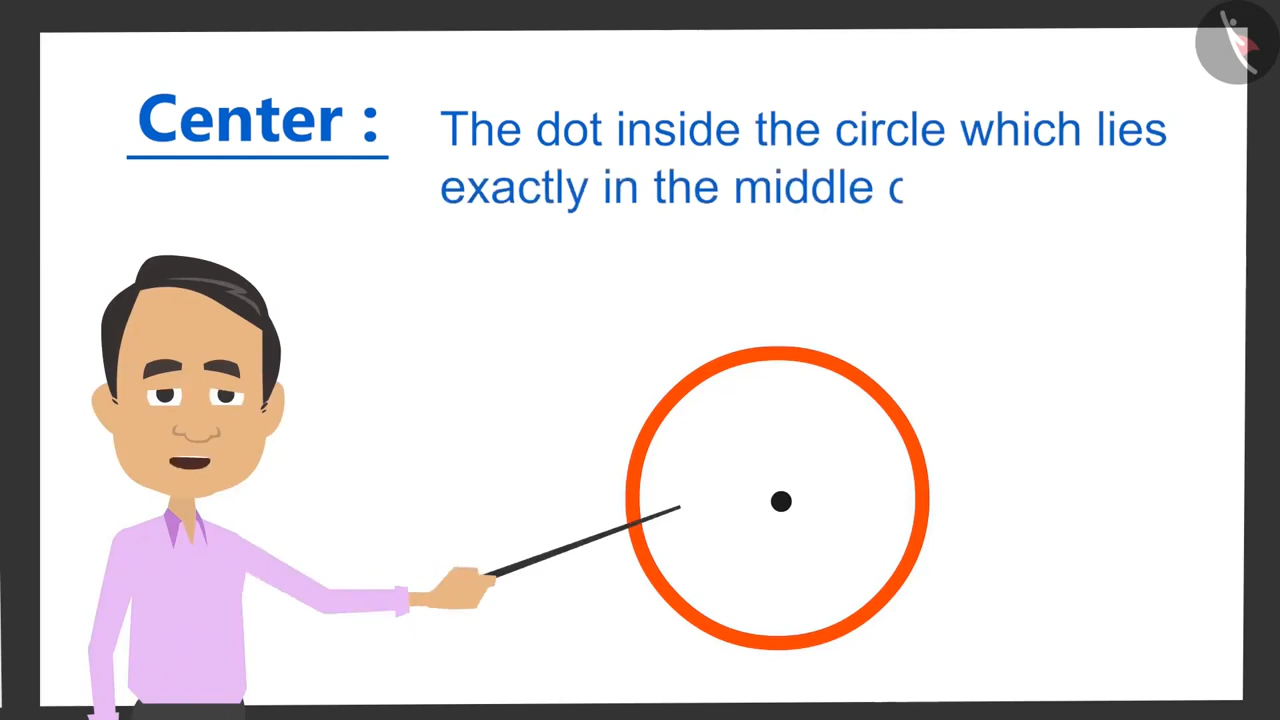 Center :
The dot inside the circle which lies
exactly in the middle